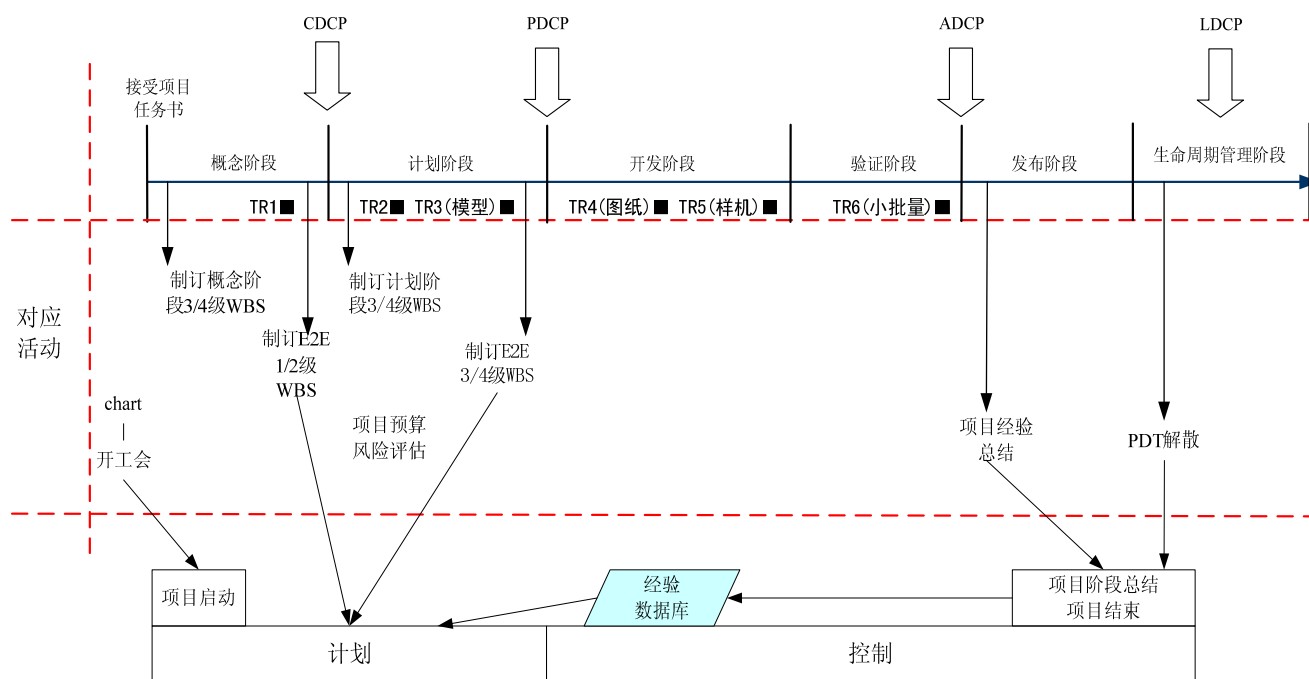 CDCP
PDCP
ADCP
LDCP
接受项目
任务书
概念阶段
计划阶段
开发阶段
验证阶段
发布阶段
生命周期管理阶段
TR1■
TR2■
TR3(模型)■
TR4(图纸)■
TR5(样机)■
TR6(小批量)■
对应
活动
制订概念阶
段3/4级WBS
制订计划阶
段3/4级WBS
制订E2E
1/2级
WBS
制订E2E
3/4级WBS
chart
—
开工会
项目预算
风险评估
项目经验
总结
PDT解散
项目启动
经验
数据库
项目阶段总结
项目结束
计划
控制